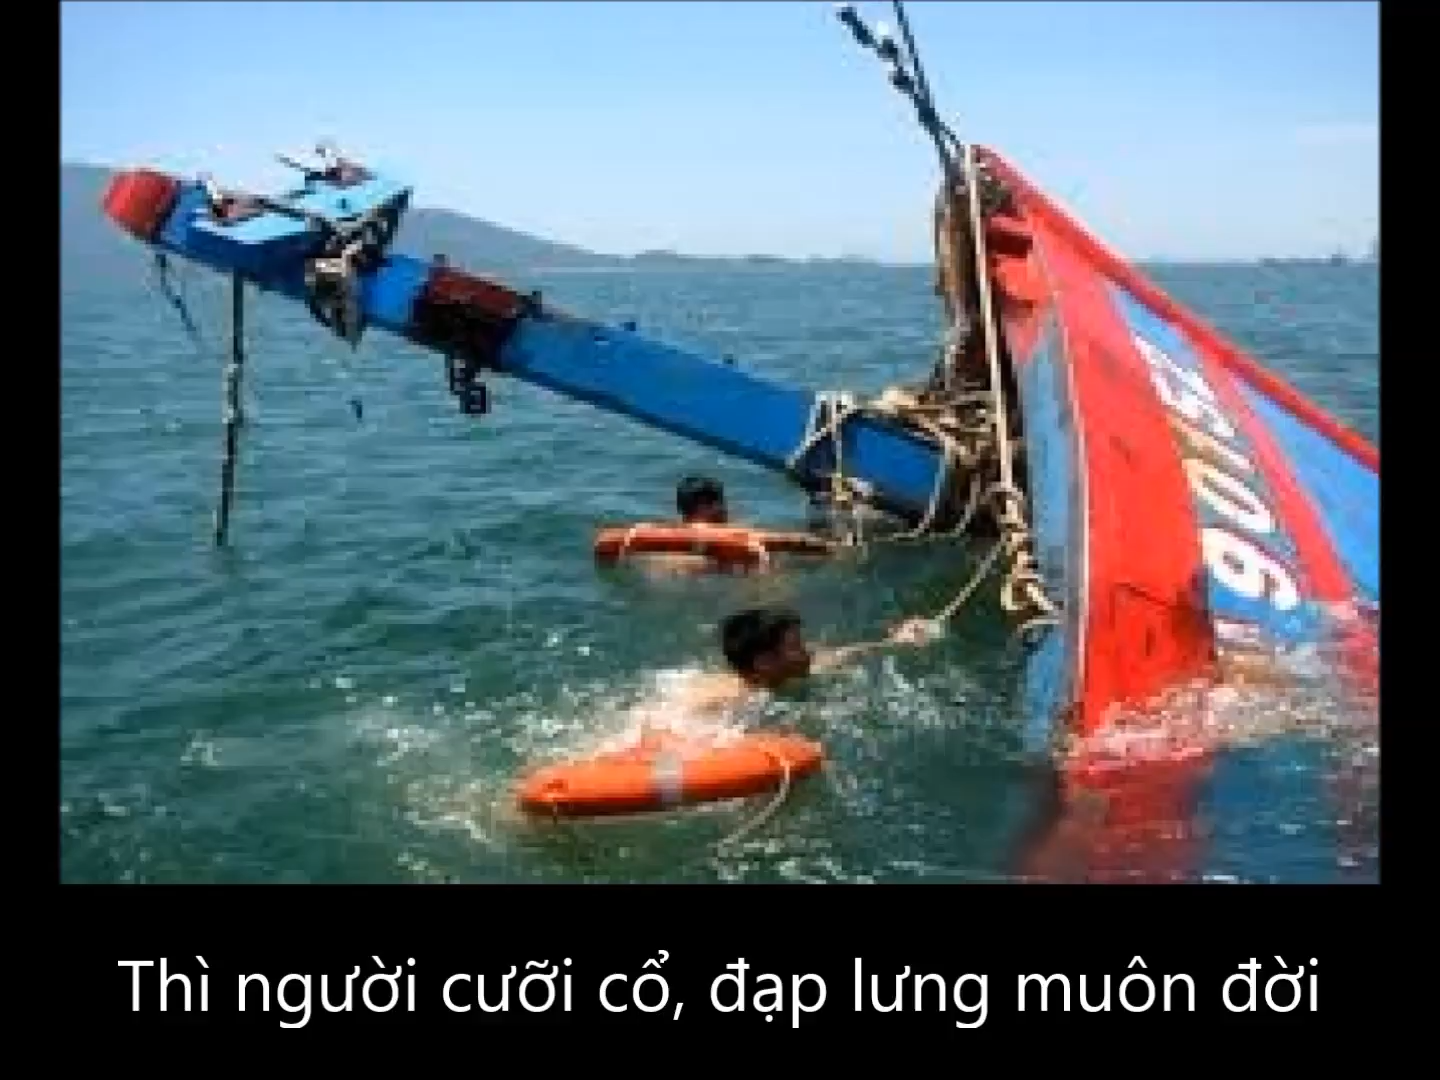 Thì người cưỡi cổ, đạp lưng muôn đời